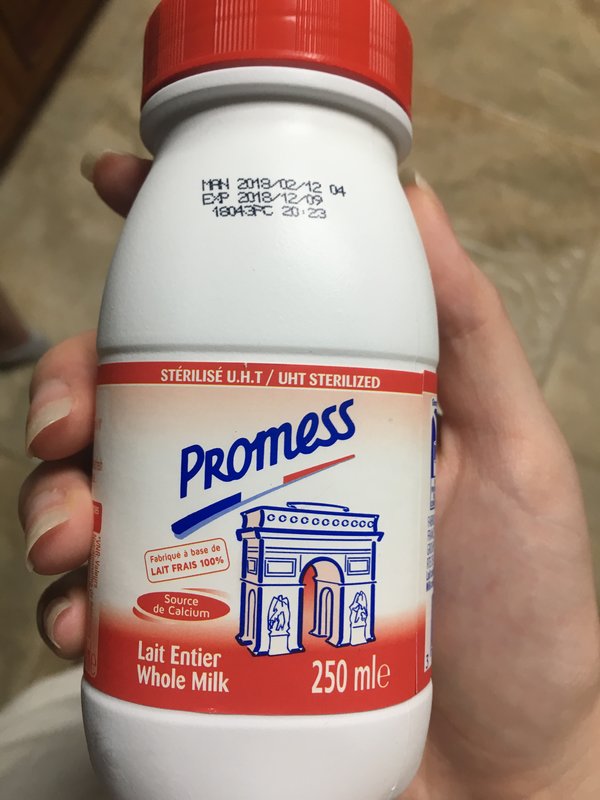 MAN 2018/02/12 04
EXP 2018/12/09
18043PC 20:23
STÉRILISÉ U.H.T / UHT STERILIZED
PROMESS
Fabriqué à base de
LAIT FRAIS 100%
Source
de Calcium
Lait Entier
Whole Milk
250 ml℮